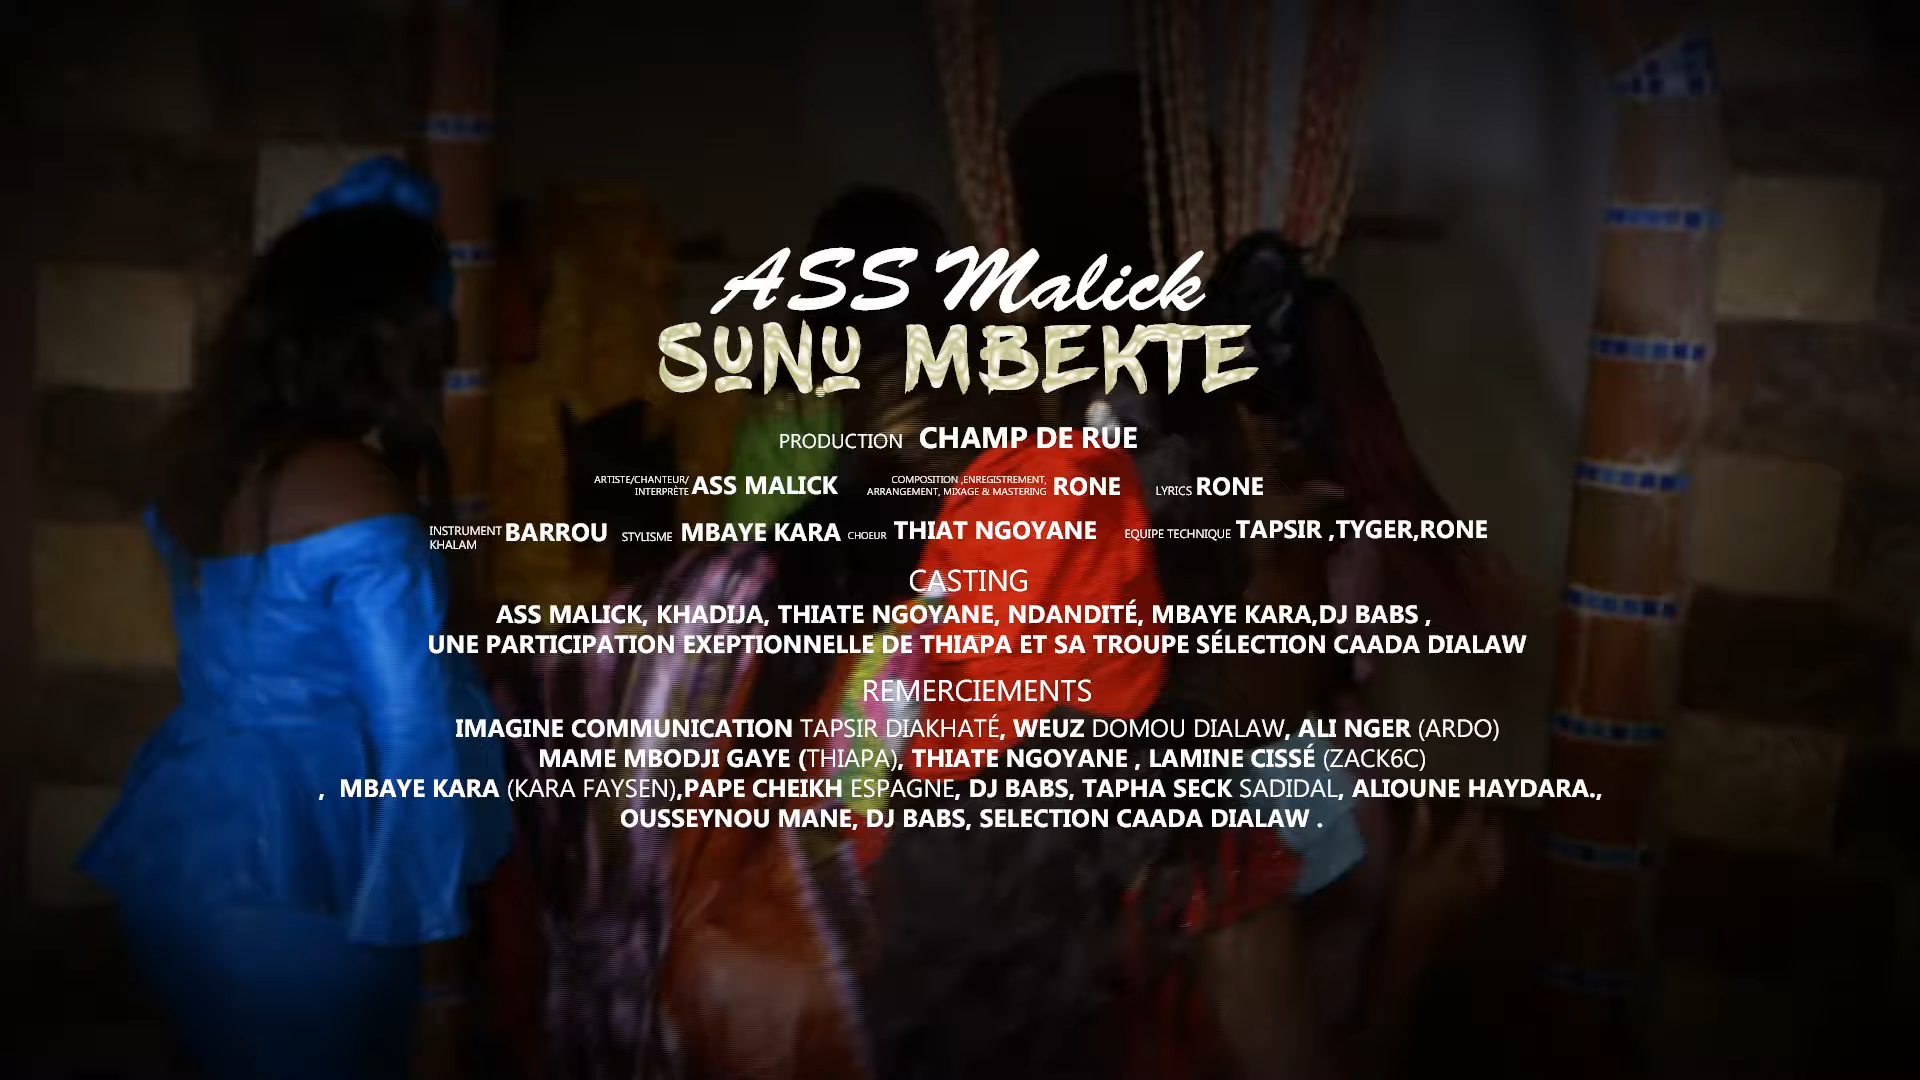 ASS Malick
SUNU MBEKTE
PRODUCTION CHAMP DE RUE
ARTISTE/CHANTEUR/ INTERPRÈTE ASS MALICK COMPOSITION ,ENREGISTREMENT, ARRANGEMENT, MIXAGE & MASTERING RONE LYRICS RONE
INSTRUMENT KHALAM BARROU STYLISME MBAYE KARA CHOEUR THIAT NGOYANE EQUIPE TECHNIQUE TAPSIR ,TYGER,RONE
CASTING
ASS MALICK, KHADIJA, THIATE NGOYANE, NDANDITÉ, MBAYE KARA,DJ BABS ,
UNE PARTICIPATION EXEPTIONNELLE DE THIAPA ET SA TROUPE SÉLECTION CAADA DIALAW
REMERCIEMENTS
IMAGINE COMMUNICATION TAPSIR DIAKHATÉ, WEUZ DOMOU DIALAW, ALI NGER (ARDO)
MAME MBODJI GAYE (THIAPA), THIATE NGOYANE , LAMINE CISSÉ (ZACK6C)
, MBAYE KARA (KARA FAYSEN),PAPE CHEIKH ESPAGNE, DJ BABS, TAPHA SECK SADIDAL, ALIOUNE HAYDARA.,
OUSSEYNOU MANE, DJ BABS, SELECTION CAADA DIALAW .